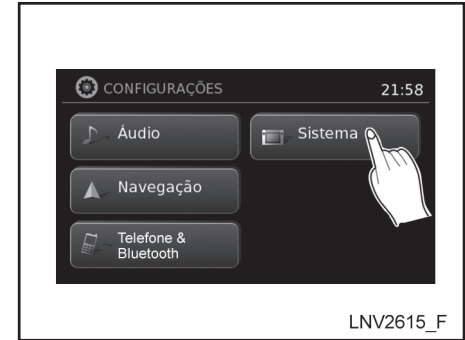 CONFIGURAÇÕES 21:58
Áudio
Sistema
Navegação
Telefone &
Bluetooth
LNV2615_F